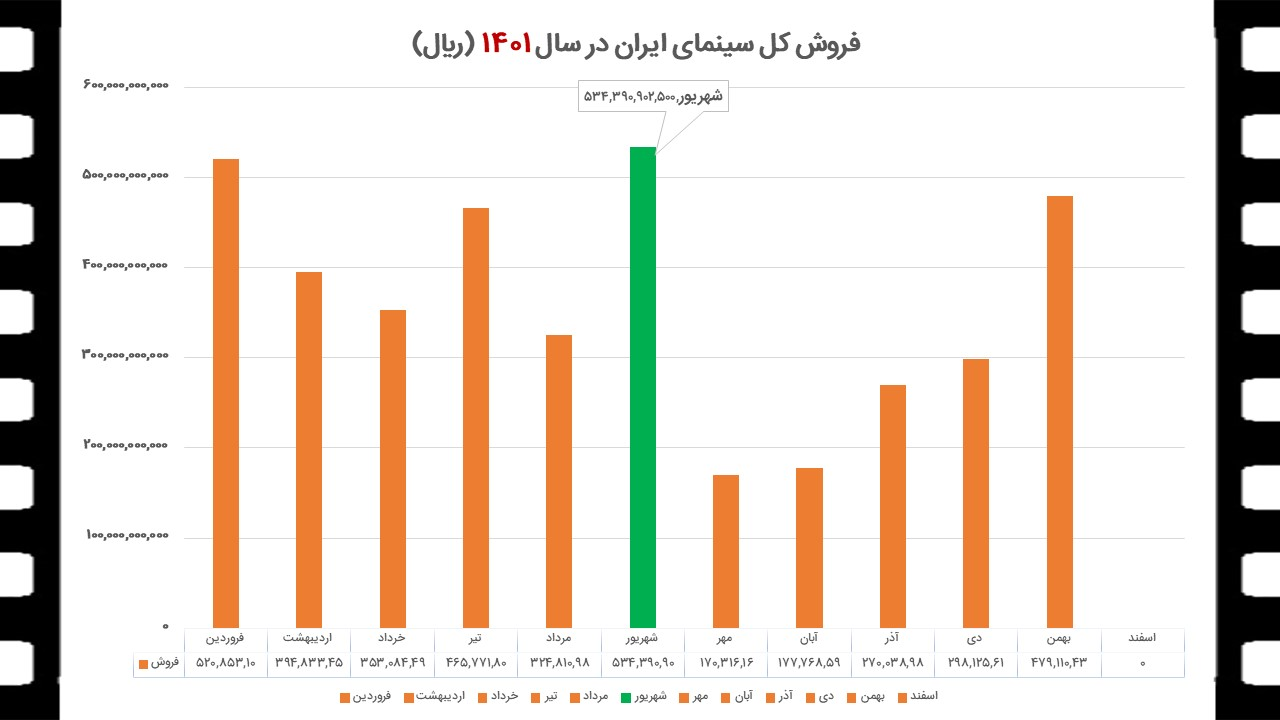 فروش کل سینمای ایران در سال ۱۴۰۱ (ریال)
شهریور,۵۳۴,۳۹۰,۹۰۲,۵۰۰
۶۰۰,۰۰۰,۰۰۰,۰۰۰
۵۰۰,۰۰۰,۰۰۰,۰۰۰
۴۰۰,۰۰۰,۰۰۰,۰۰۰
۳۰۰,۰۰۰,۰۰۰,۰۰۰
۲۰۰,۰۰۰,۰۰۰,۰۰۰
۱۰۰,۰۰۰,۰۰۰,۰۰۰
۰
فروردین اردیبهشت خرداد تیر مرداد شهریور مهر آبان آذر دی بهمن اسفند
فروش ۵۲۰,۸۵۳,۱۰ ۳۹۴,۸۳۳,۴۵ ۳۵۳,۰۸۴,۴۹ ۴۶۵,۷۷۱,۸۰ ۳۲۴,۸۱۰,۹۸ ۵۳۴,۳۹۰,۹۰ ۱۷۰,۳۱۶,۱۶ ۱۷۷,۷۶۸,۵۹ ۲۷۰,۰۳۸,۹۸ ۲۹۸,۱۲۵,۶۱ ۴۷۹,۱۱۰,۴۳ ۰
فروردین اردیبهشت خرداد تیر مرداد شهریور مهر آبان آذر دی بهمن اسفند